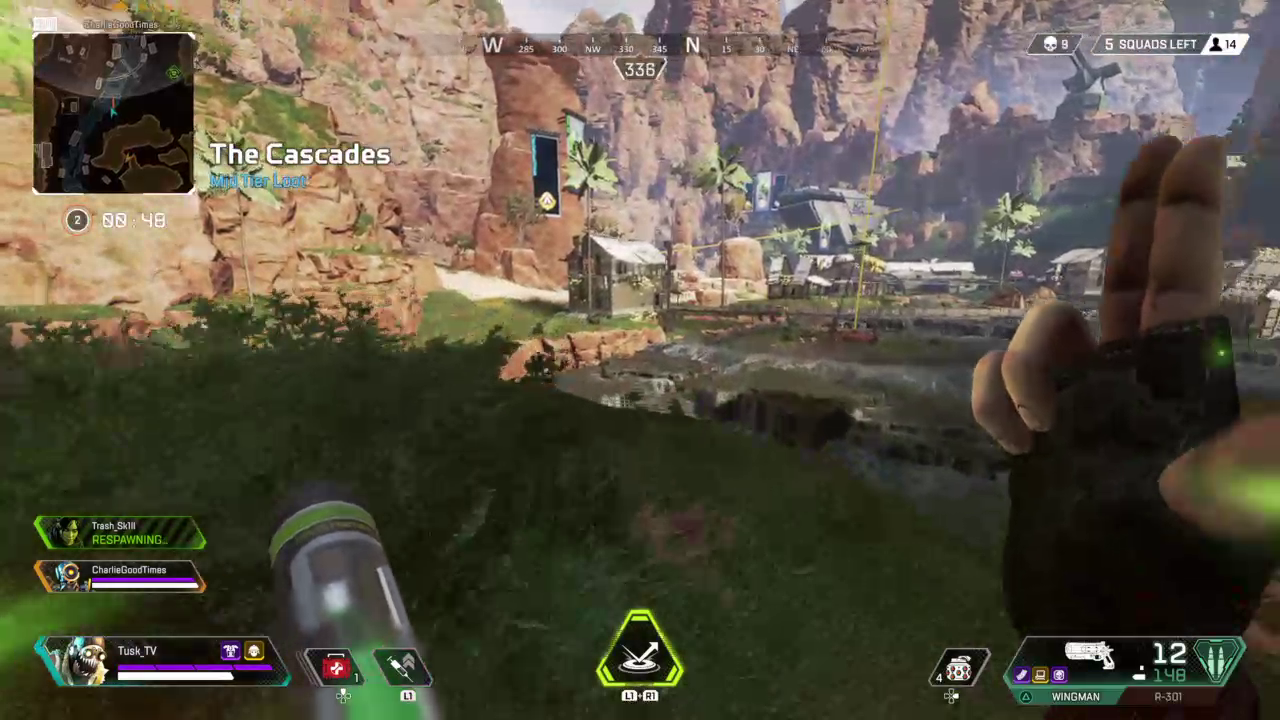 CharlieGoodTimes
W 285 300 NW 330 345 N 15 30 NE
336
9
5 SQUADS LEFT 14
The Cascades
Mid Tier Loot
2 00:48
Trash_Sk1ll
RESPAWNING...
CharlieGoodTimes
Tusk_TV
1
L1
L1+R1
4
12
148
WINGMAN
R-301